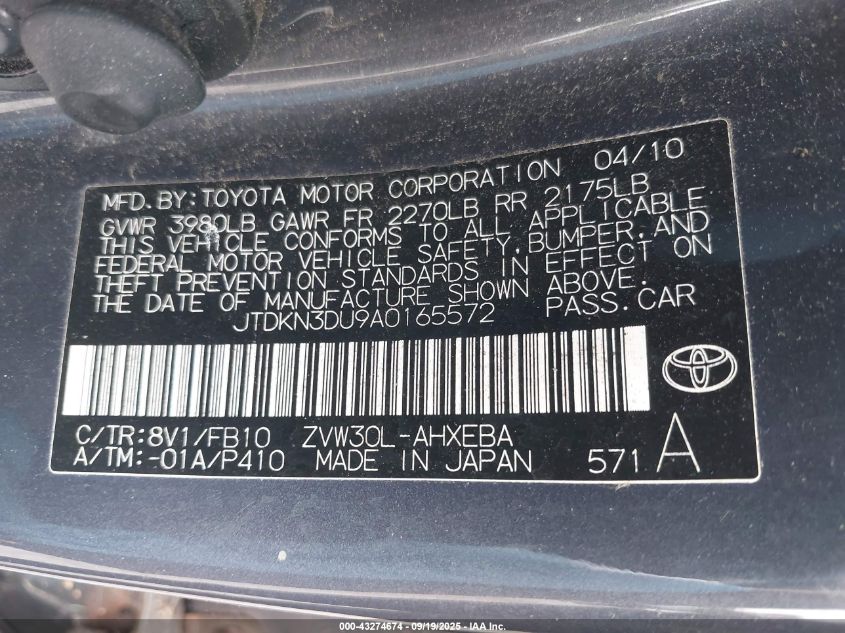 04/10
MFD. BY: TOYOTA MOTOR CORPORATION
GVWR 3980LB GAWR FR 2270LB RR 2175LB
THIS VEHICLE CONFORMS TO ALL APPLICABLE
FEDERAL MOTOR VEHICLE SAFETY, BUMPER, AND
THEFT PREVENTION STANDARDS IN EFFECT ON
THE DATE OF MANUFACTURE SHOWN ABOVE.
JTDKN3DU9A0165572 PASS. CAR
C/TR: 8V1/FB10 ZVW30L-AHXEBA
A/TM: -01A/P410 MADE IN JAPAN 571 A
000-43274674 - 09/19/2025 - IAA Inc.